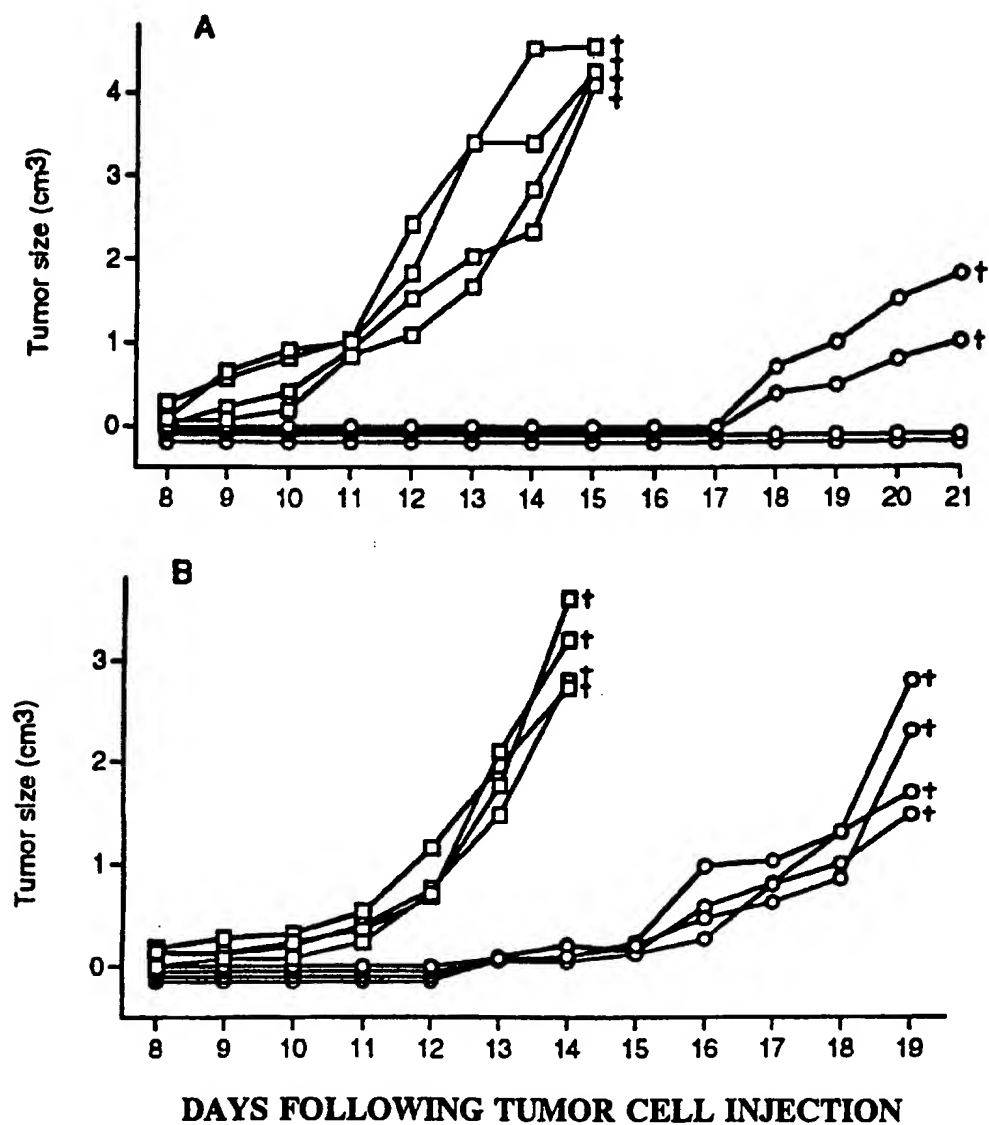 A
Tumor size (cm3)
4
3
2
1
0
† † † †
†
†
8 9 10 11 12 13 14 15 16 17 18 19 20 21
B
Tumor size (cm3)
3
2
1
0
†
†
†
†
†
†
†
†
8 9 10 11 12 13 14 15 16 17 18 19
DAYS FOLLOWING TUMOR CELL INJECTION